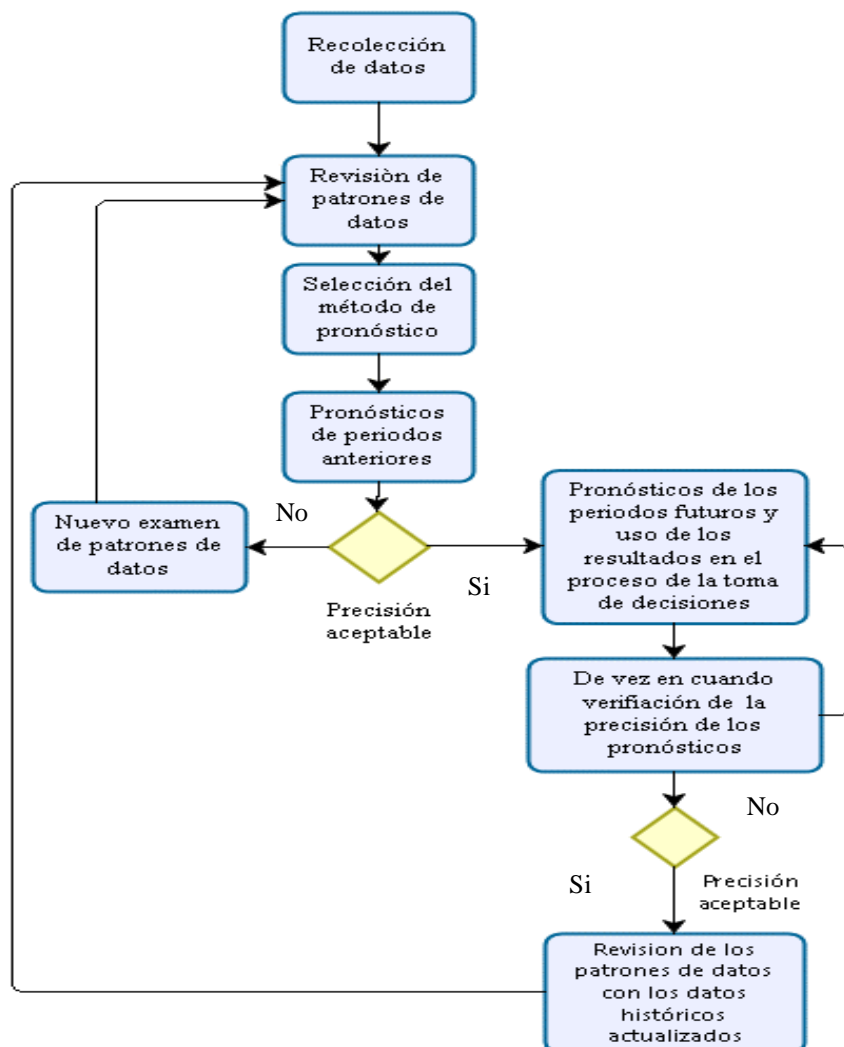 Recolección
de datos
Revisiòn de
patrones de
datos
Selección del
método de
pronóstico
Pronósticos
de periodos
anteriores
No
Nuevo examen
de patrones de
datos
Si
Precisión
aceptable
Pronósticos de los
periodos futuros y
uso de los
resultados en el
proceso de la toma
de decisiones
De vez en cuando
verifiación de la
precisión de los
pronósticos
No
Si
Precisión
aceptable
Revision de los
patrones de datos
con los datos
históricos
actualizados